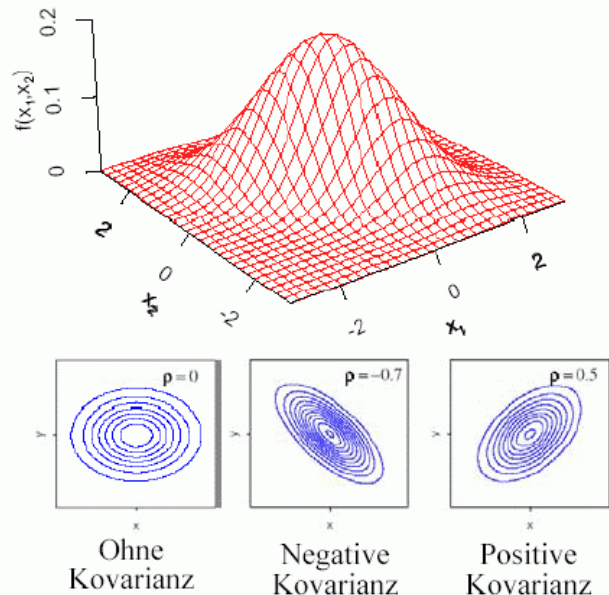 0.2
f(x₁,x₂)
0.1
0
2
0
-2
x₂
-2
0
2
x₁
ρ=0
Y
x
ρ=-0.7
y
x
ρ=0.5
y
x
Ohne
Kovarianz
Negative
Kovarianz
Positive
Kovarianz